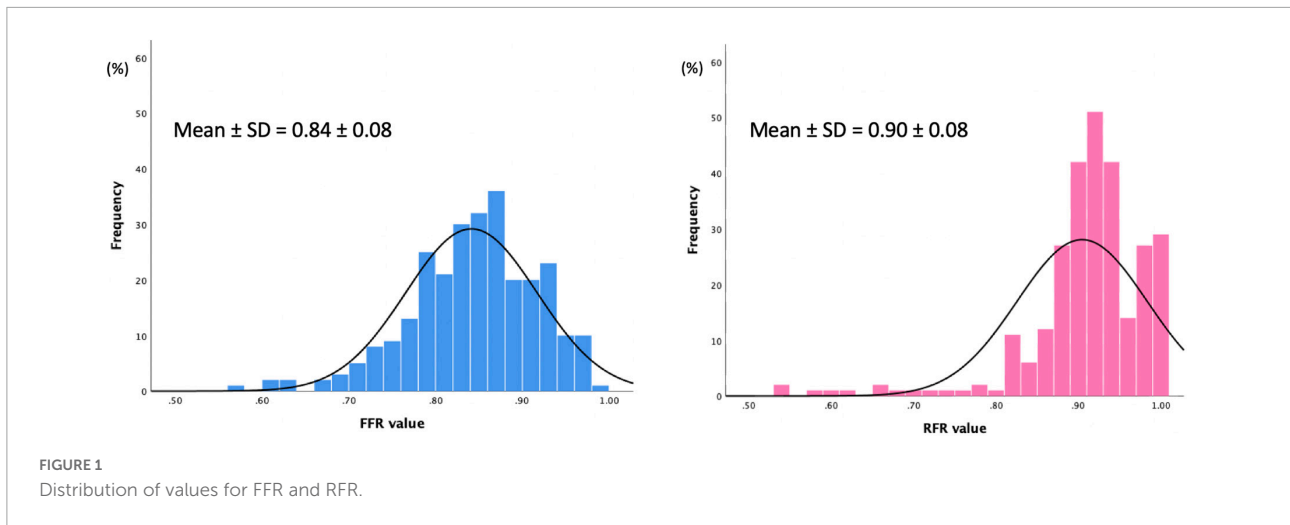 (%)
60
50
40
30
20
10
0
Frequency
Mean ± SD = 0.84 ± 0.08
.50 .60 .70 .80 .90 1.00
FFR value
(%)
60
50
40
30
20
10
0
Frequency
Mean ± SD = 0.90 ± 0.08
.50 .60 .70 .80 .90 1.00
RFR value
FIGURE 1
Distribution of values for FFR and RFR.